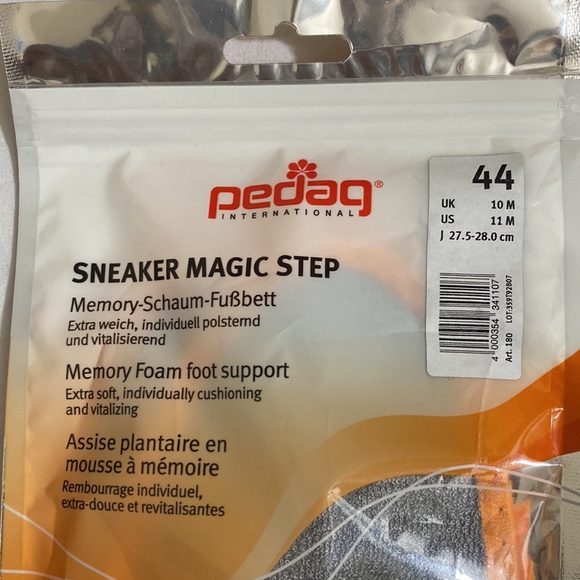 pedag®
INTERNATIONAL
44
UK 10 M
US 11 M
J 27.5-28.0 cm
4 000354 341107
Art. 180 LOT:359T92B07
SNEAKER MAGIC STEP
Memory-Schaum-Fußbett
Extra weich, individuell polsternd
und vitalisierend
Memory Foam foot support
Extra soft, individually cushioning
and vitalizing
Assise plantaire en
mousse à mémoire
Rembourrage individuel,
extra-douce et revitalisantes